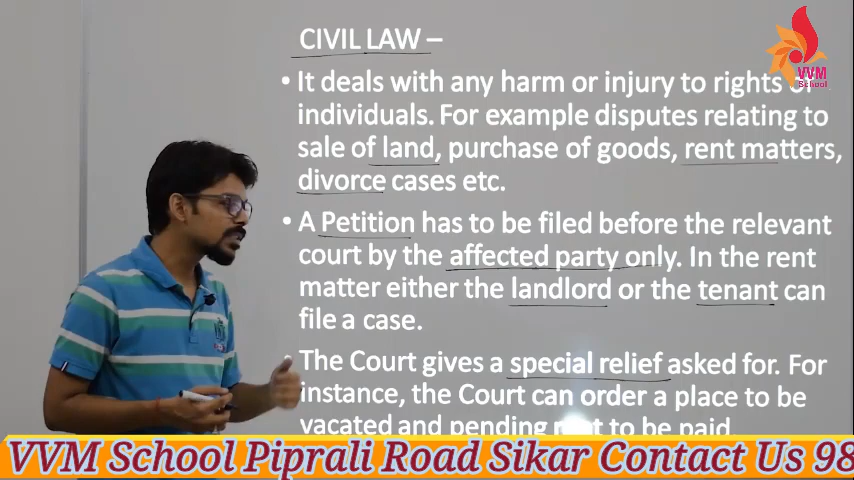 CIVIL LAW –
• It deals with any harm or injury to rights of
individuals. For example disputes relating to
sale of land, purchase of goods, rent matters,
divorce cases etc.
• A Petition has to be filed before the relevant
court by the affected party only. In the rent
matter either the landlord or the tenant can
file a case.
• The Court gives a special relief asked for. For
instance, the Court can order a place to be
vacated and pending rent to be paid
VVM
School
VVM School Piprali Road Sikar Contact Us 98